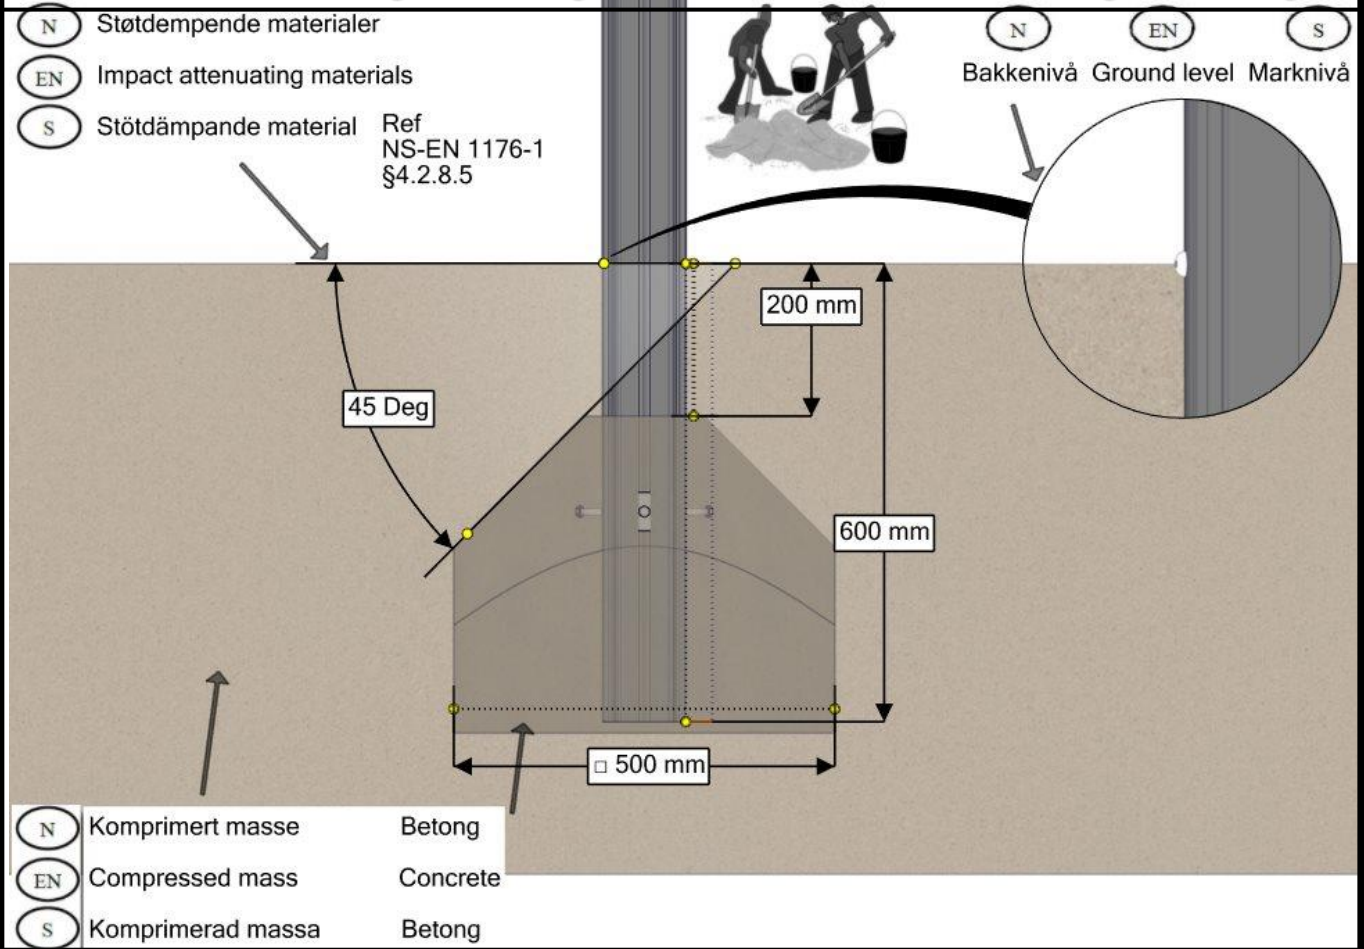 N Støtdempende materialer
EN Impact attenuating materials
S Stötdämpande material
Ref
NS-EN 1176-1
§4.2.8.5
N EN S
Bakkenivå Ground level Marknivå
200 mm
45 Deg
600 mm
□ 500 mm
N Komprimert masse Betong
EN Compressed mass Concrete
S Komprimerad massa Betong